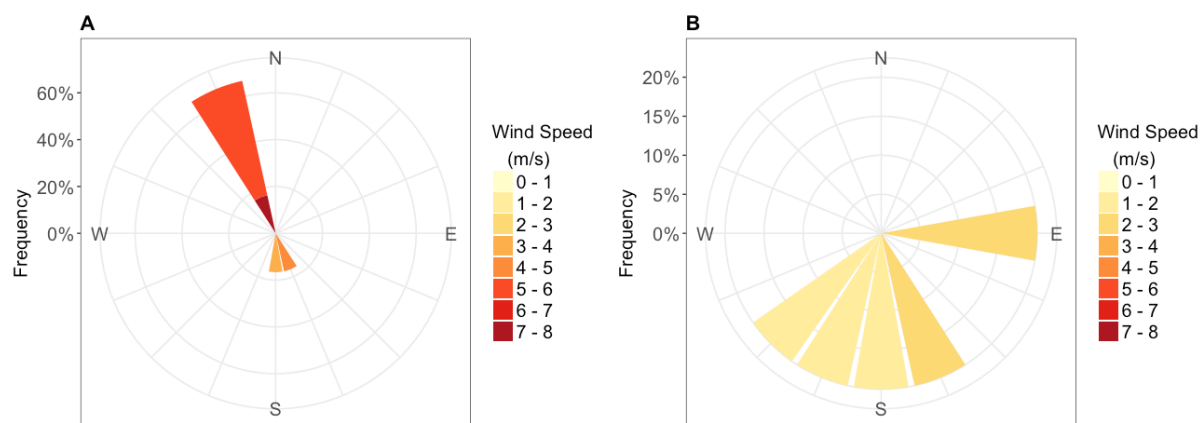 A
N
60%
40%
20%
0%
W
E
S
Frequency
Wind Speed
(m/s)
0 - 1
1 - 2
2 - 3
3 - 4
4 - 5
5 - 6
6 - 7
7 - 8
B
N
20%
15%
10%
5%
0%
W
E
S
Frequency
Wind Speed
(m/s)
0 - 1
1 - 2
2 - 3
3 - 4
4 - 5
5 - 6
6 - 7
7 - 8